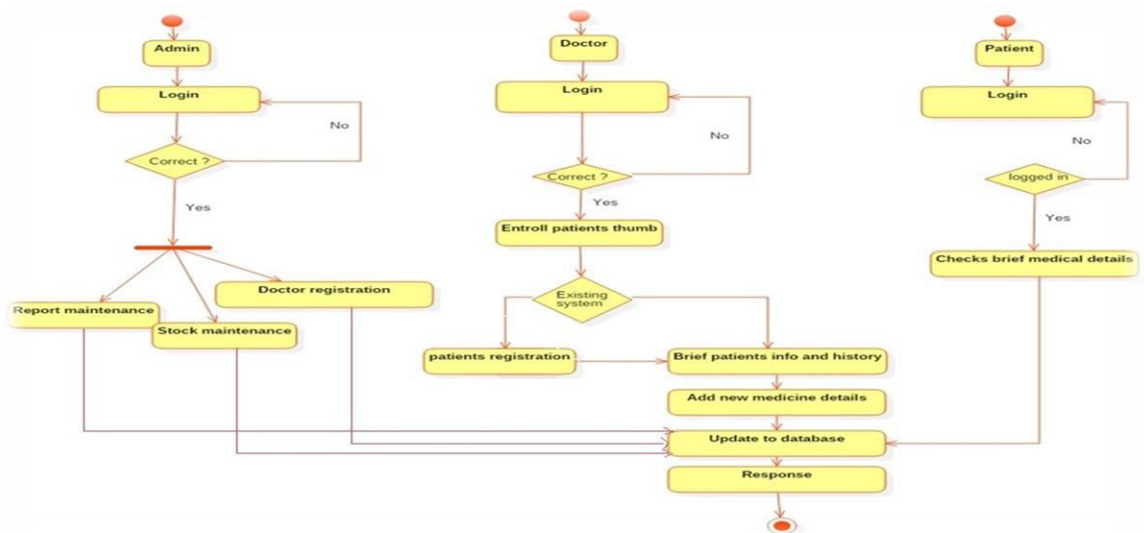 Admin
Doctor
Patient
Login
Login
Login
No
No
No
Correct ?
Correct ?
logged in
Yes
Yes
Yes
Entroll patients thumb
Checks brief medical details
Doctor registration
Existing
system
Report maintenance
Stock maintenance
patients registration
Brief patients info and history
Add new medicine details
Update to database
Response